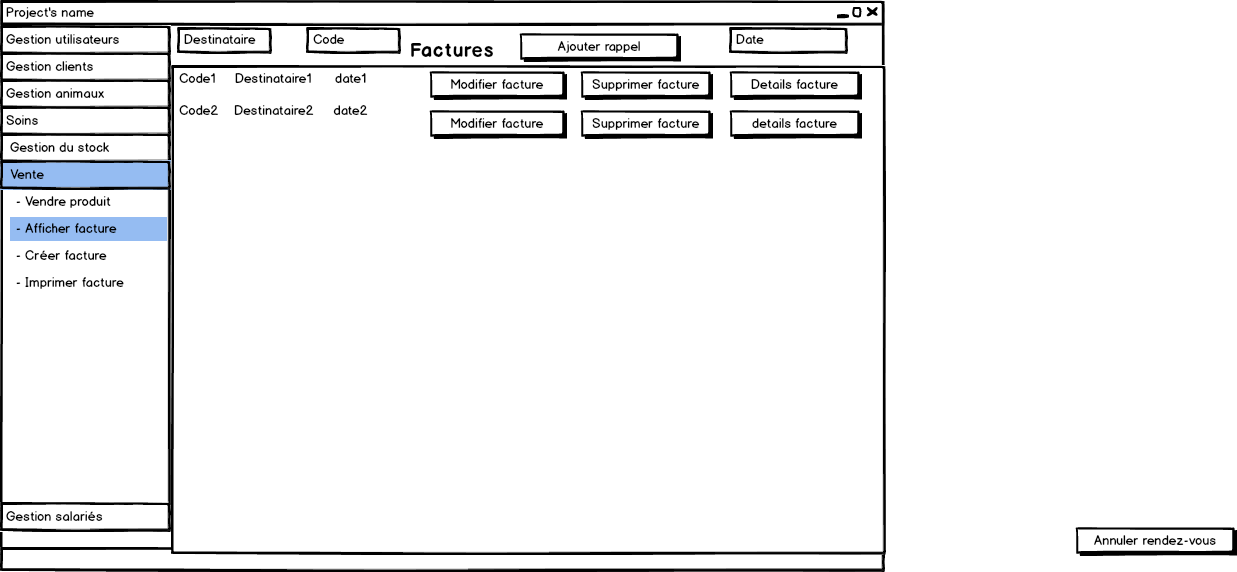 Project's name
Gestion utilisateurs
Gestion clients
Gestion animaux
Soins
Gestion du stock
Vente
- Vendre produit
- Afficher facture
- Créer facture
- Imprimer facture
Gestion salariés
Destinataire Code Factures Ajouter rappel Date
Code1 Destinataire1 date1 Modifier facture Supprimer facture Details facture
Code2 Destinataire2 date2 Modifier facture Supprimer facture details facture
Annuler rendez-vous